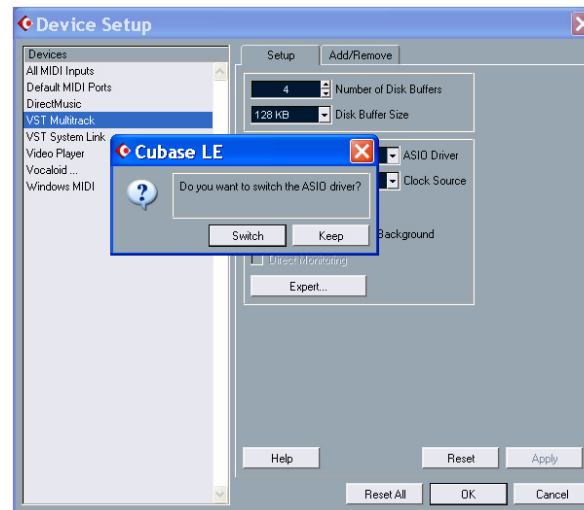 Device Setup
Devices
All MIDI Inputs
Default MIDI Ports
DirectMusic
VST Multitrack
VST System Link
Video Player
Vocaloid ...
Windows MIDI
Setup
Add/Remove
4
Number of Disk Buffers
128 KB
Disk Buffer Size
ASIO Driver
Clock Source
Background
Direct Monitoring
Expert...
Cubase LE
Do you want to switch the ASIO driver?
Switch
Keep
Help
Reset
Apply
Reset All
OK
Cancel